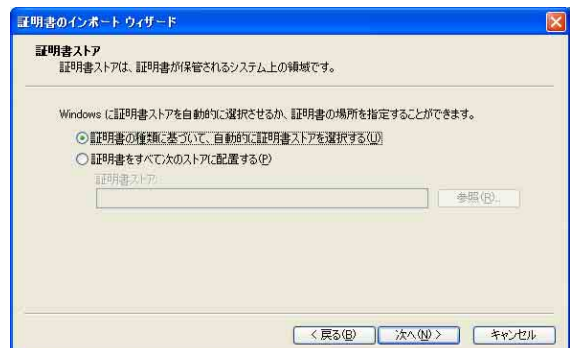 証明書のインポート ウィザード
証明書ストア
証明書ストアは、証明書が保管されるシステム上の領域です。
Windows に証明書ストアを自動的に選択させるか、証明書の場所を指定することができます。
証明書の種類に基づいて、自動的に証明書ストアを選択する(U)
証明書をすべて次のストアに配置する(P)
証明書ストア:
参照(R)...
< 戻る(B)
次へ(N) >
キャンセル